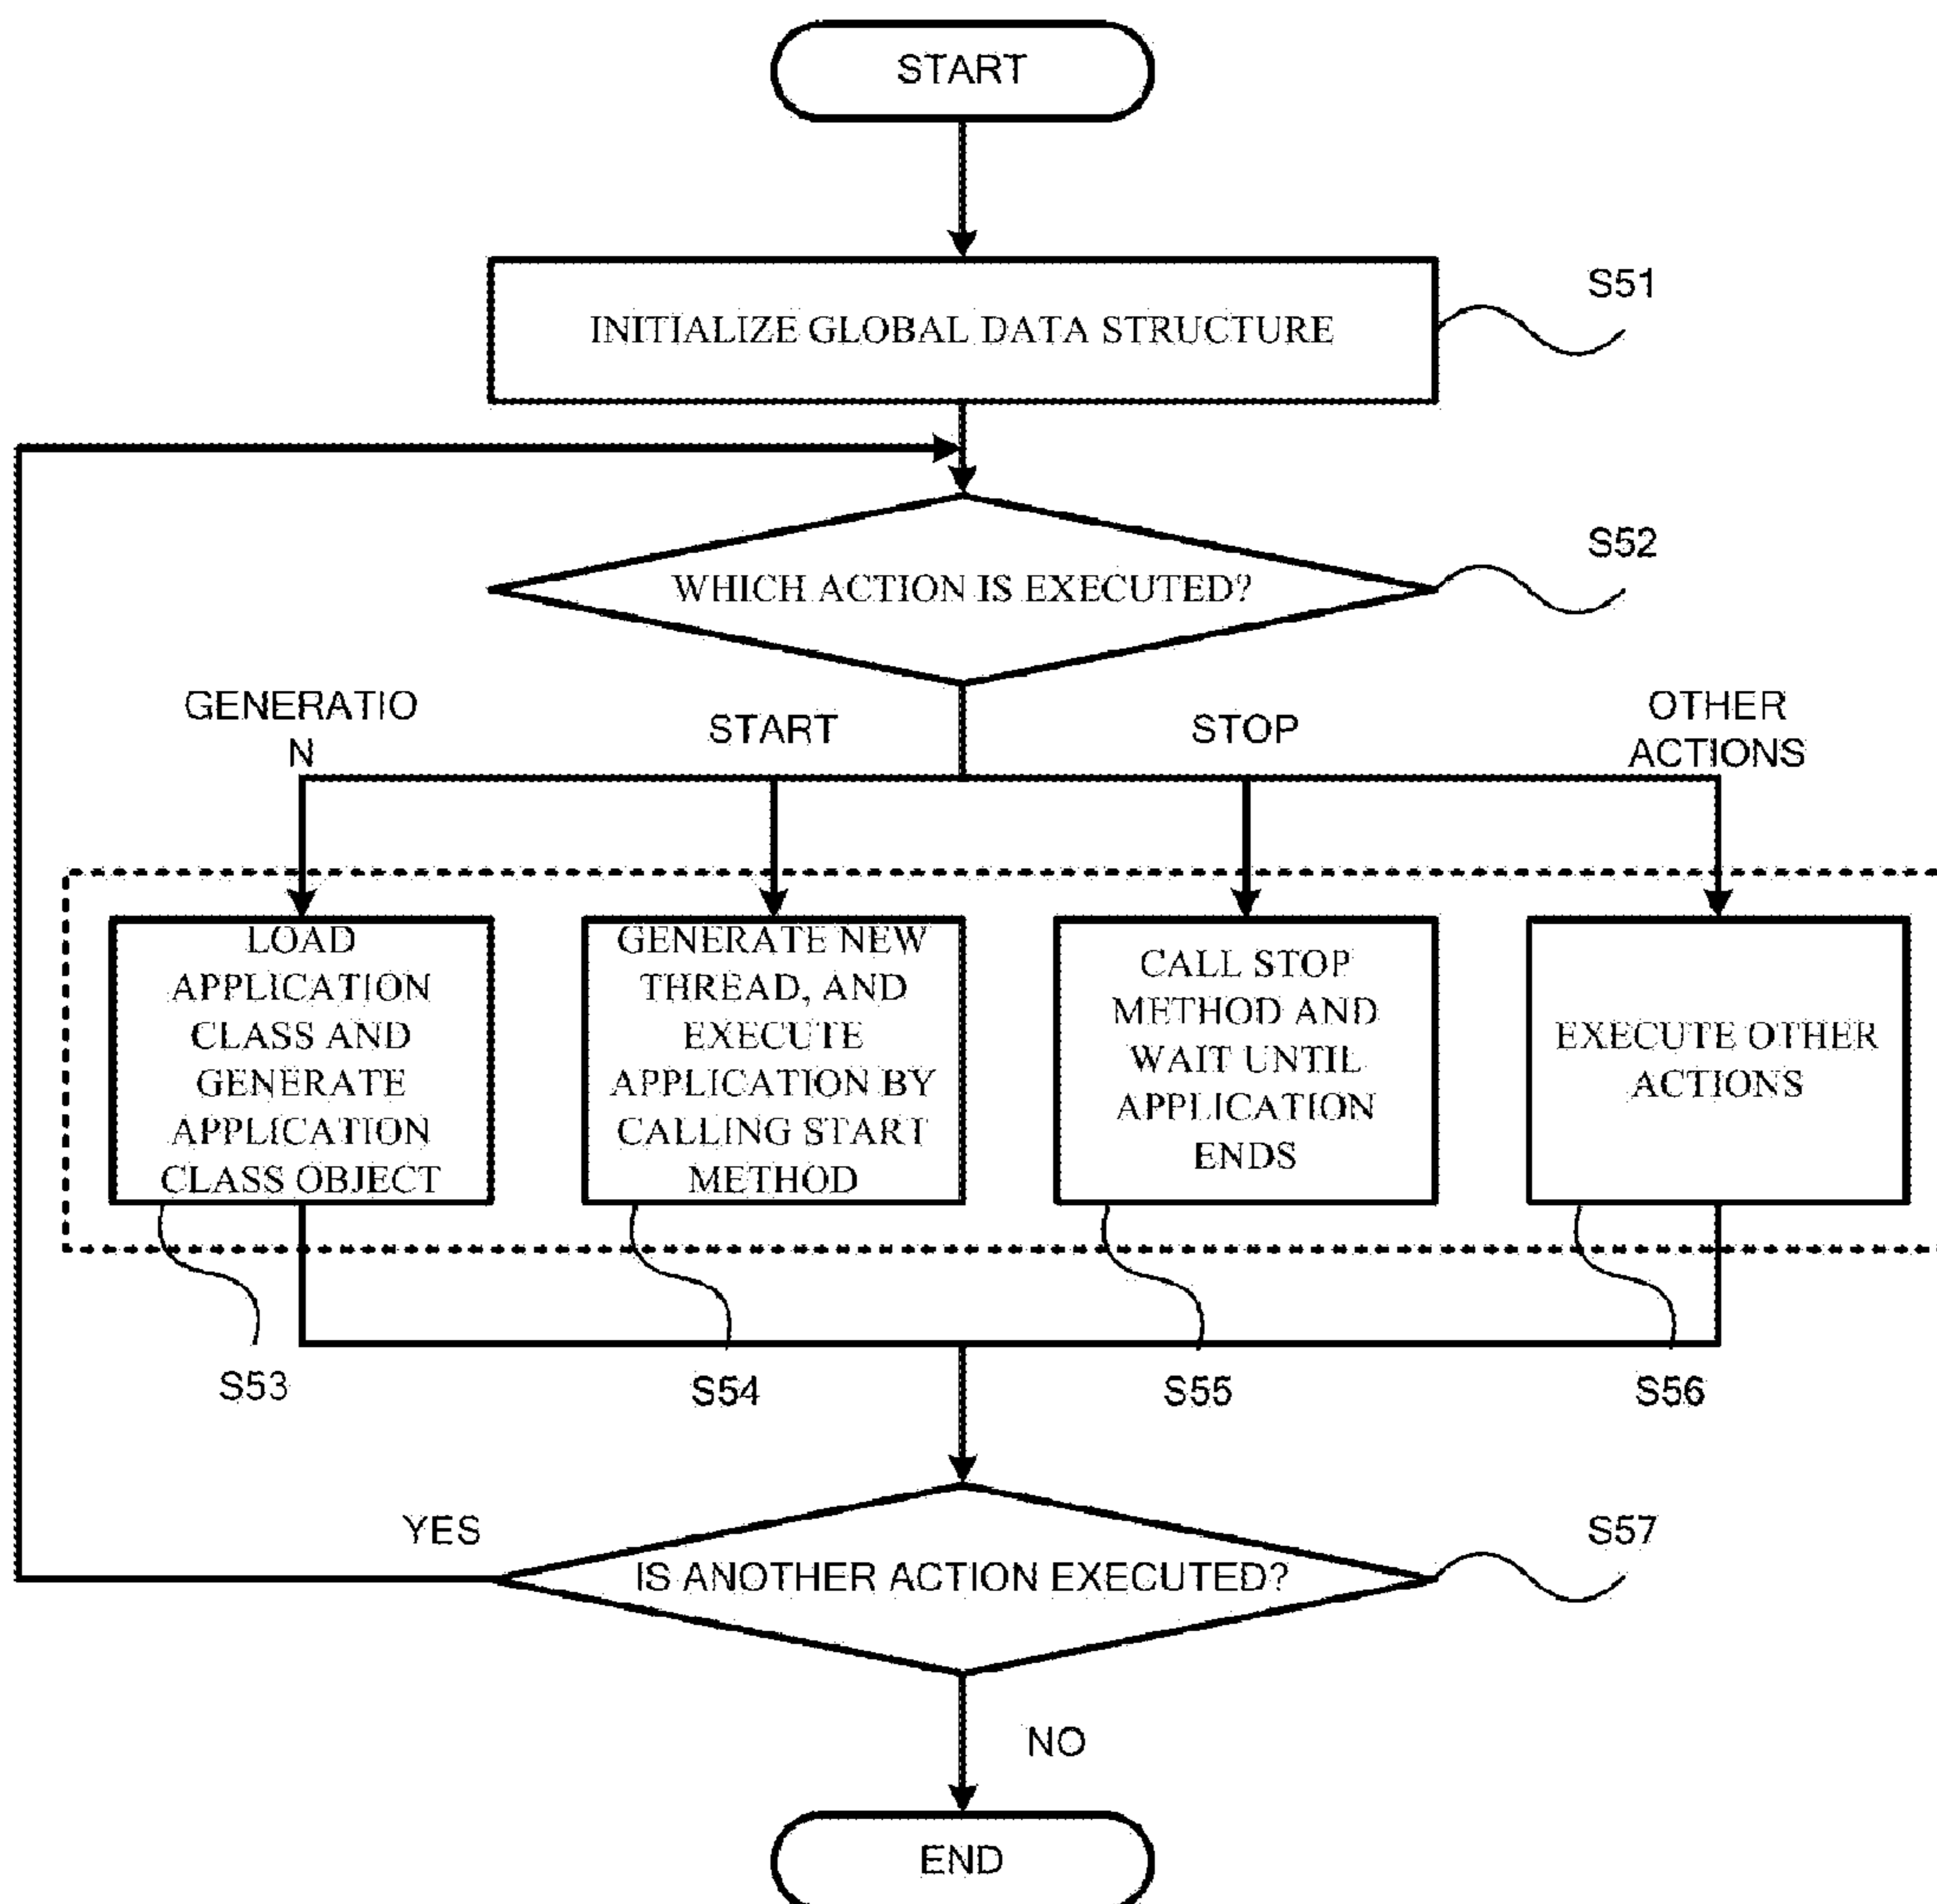 START
INITIALIZE GLOBAL DATA STRUCTURE
S51
WHICH ACTION IS EXECUTED?
S52
GENERATIO
N
START
STOP
OTHER
ACTIONS
LOAD
APPLICATION
CLASS AND
GENERATE
APPLICATION
CLASS OBJECT
GENERATE NEW
THREAD, AND
EXECUTE
APPLICATION BY
CALLING START
METHOD
CALL STOP
METHOD AND
WAIT UNTIL
APPLICATION
ENDS
EXECUTE OTHER
ACTIONS
S53
S54
S55
S56
YES
IS ANOTHER ACTION EXECUTED?
S57
NO
END